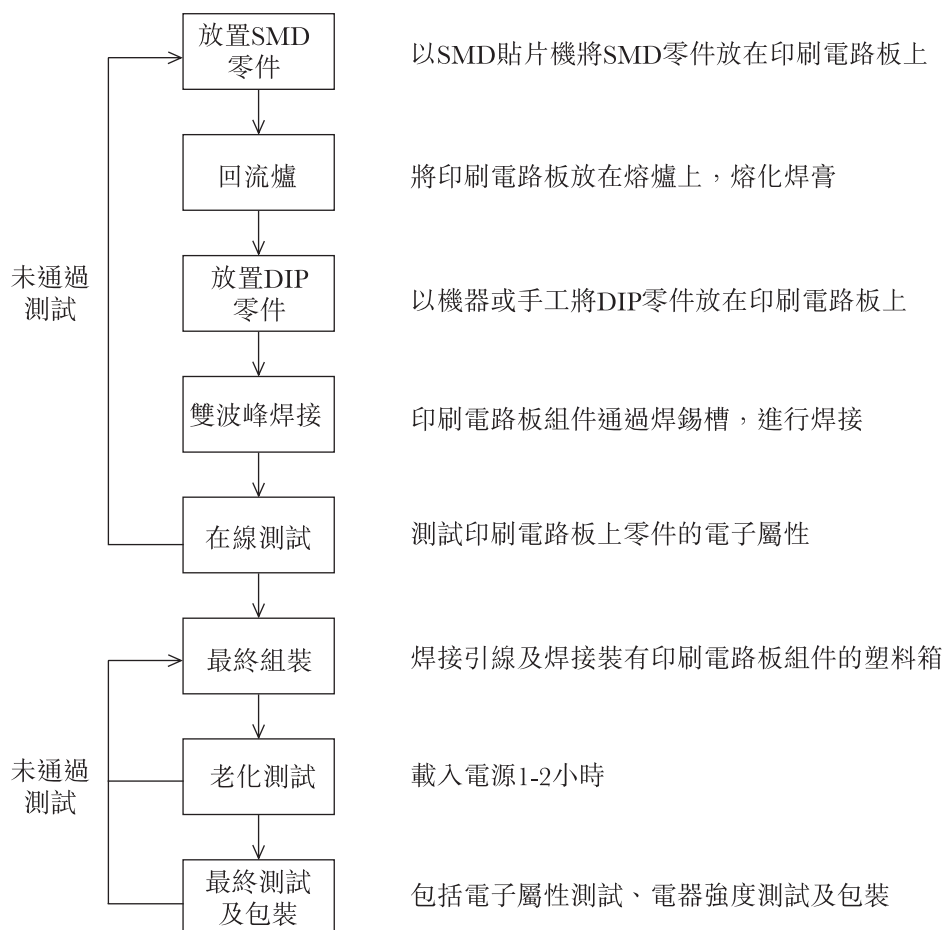 放置SMD
零件
以SMD貼片機將SMD零件放在印刷電路板上
回流爐
將印刷電路板放在熔爐上，熔化焊膏
未通過
測試
放置DIP
零件
以機器或手工將DIP零件放在印刷電路板上
雙波峰焊接
印刷電路板組件通過焊錫槽，進行焊接
在線測試
測試印刷電路板上零件的電子屬性
最終組裝
焊接引線及焊接裝有印刷電路板組件的塑料箱
未通過
測試
老化測試
載入電源1-2小時
最終測試
及包裝
包括電子屬性測試、電器強度測試及包裝